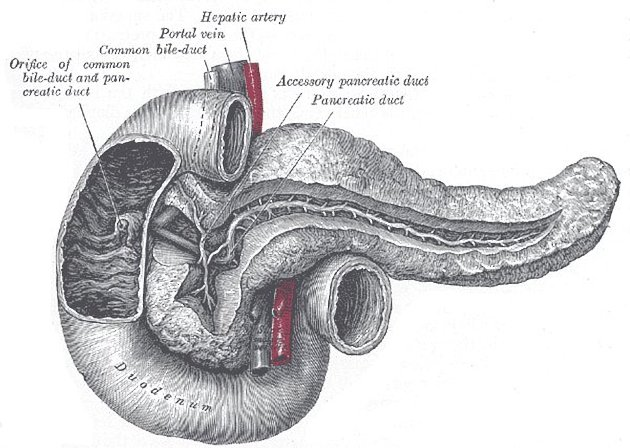 Hepatic artery
Portal vein
Common bile-duct
Orifice of common
bile-duct and pan-
creatic duct
Accessory pancreatic duct
Pancreatic duct
Duodenum